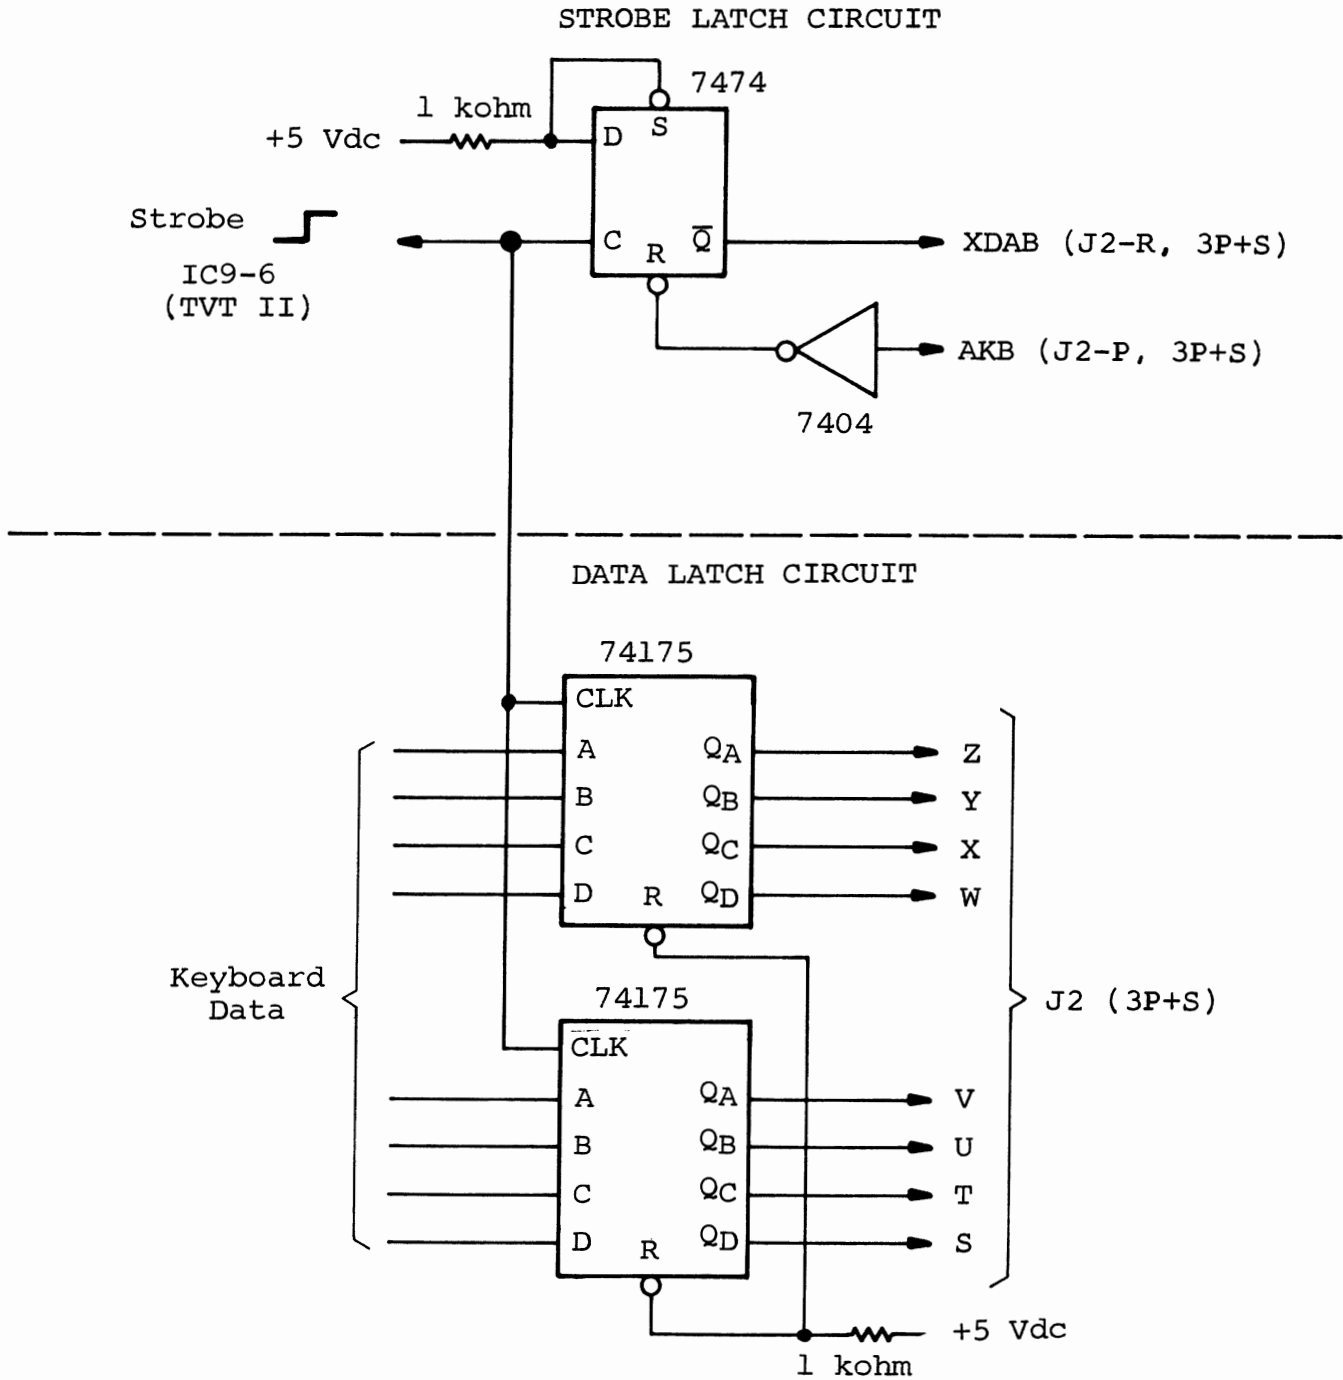 STROBE LATCH CIRCUIT
7474
1 kohm
+5 Vdc
S
D
Strobe
C
R
Q̅
XDAB (J2-R, 3P+S)
IC9-6
(TVT II)
AKB (J2-P, 3P+S)
7404
DATA LATCH CIRCUIT
74175
CLK
A
QA
Z
B
QB
Y
C
QC
X
D
R
QD
W
Keyboard
Data
J2 (3P+S)
74175
CLK
A
QA
V
B
QB
U
C
QC
T
D
R
QD
S
+5 Vdc
1 kohm